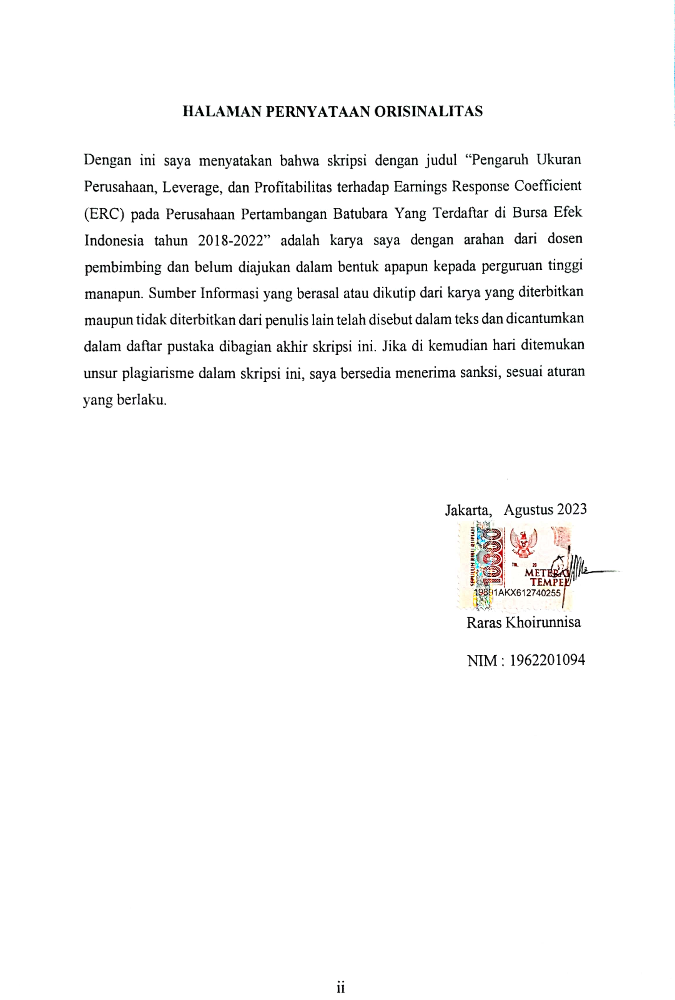 HALAMAN PERNYATAAN ORISINALITAS
Dengan ini saya menyatakan bahwa skripsi dengan judul “Pengaruh Ukuran
Perusahaan, Leverage, dan Profitabilitas terhadap Earnings Response Coefficient
(ERC) pada Perusahaan Pertambangan Batubara Yang Terdaftar di Bursa Efek
Indonesia tahun 2018-2022” adalah karya saya dengan arahan dari dosen
pembimbing dan belum diajukan dalam bentuk apapun kepada perguruan tinggi
manapun. Sumber Informasi yang berasal atau dikutip dari karya yang diterbitkan
maupun tidak diterbitkan dari penulis lain telah disebut dalam teks dan dicantumkan
dalam daftar pustaka dibagian akhir skripsi ini. Jika di kemudian hari ditemukan
unsur plagiarisme dalam skripsi ini, saya bersedia menerima sanksi, sesuai aturan
yang berlaku.
Jakarta, Agustus 2023
SEPULUH RIBU RUPIAH
10000
TGL. 20
METERAI
TEMPEL
19891AKX612740255
Raras Khoirunnisa
NIM : 1962201094
ii